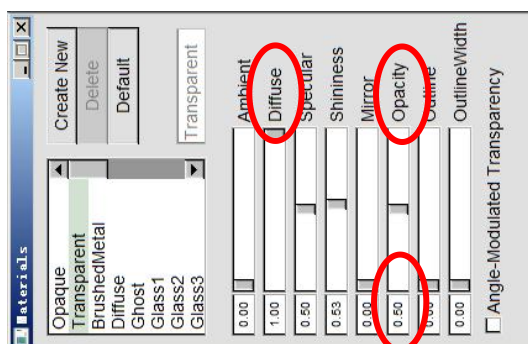 Materials
Opaque
Transparent
BrushedMetal
Diffuse
Ghost
Glass1
Glass2
Glass3
Create New
Delete
Default
Transparent
0.00 Ambient
1.00 Diffuse
0.50 Specular
0.53 Shininess
0.00 Mirror
0.50 Opacity
0.00 Outline
0.00 OutlineWidth
Angle-Modulated Transparency